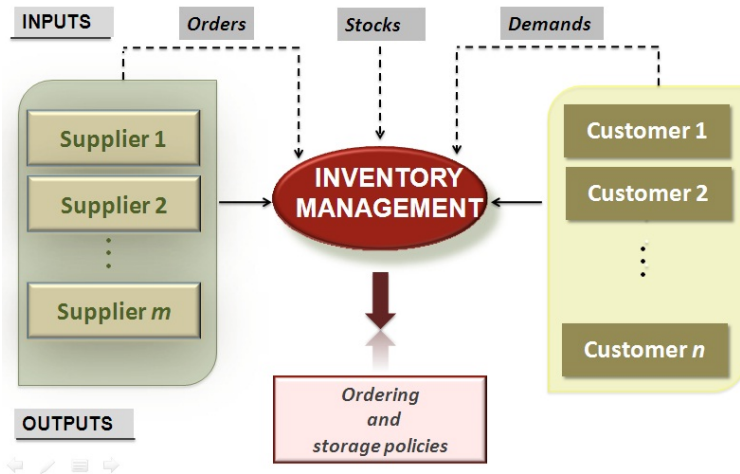 INPUTS
Orders
Stocks
Demands
Supplier 1
Supplier 2
Supplier m
INVENTORY
MANAGEMENT
Customer 1
Customer 2
Customer n
Ordering
and
storage policies
OUTPUTS